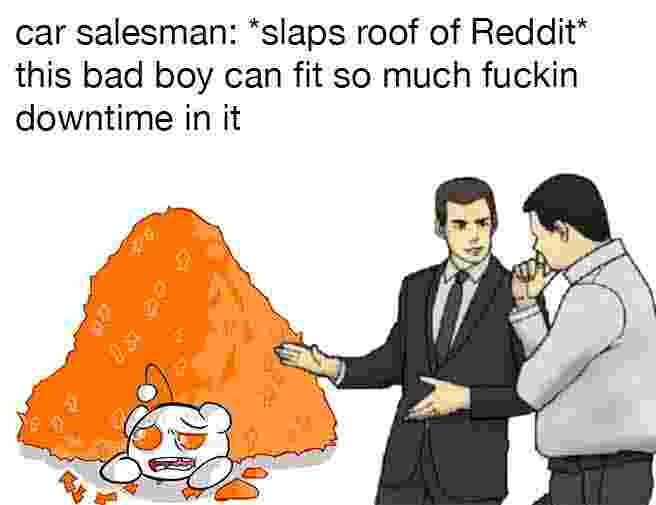 car salesman: *slaps roof of Reddit*
this bad boy can fit so much fuckin
downtime in it